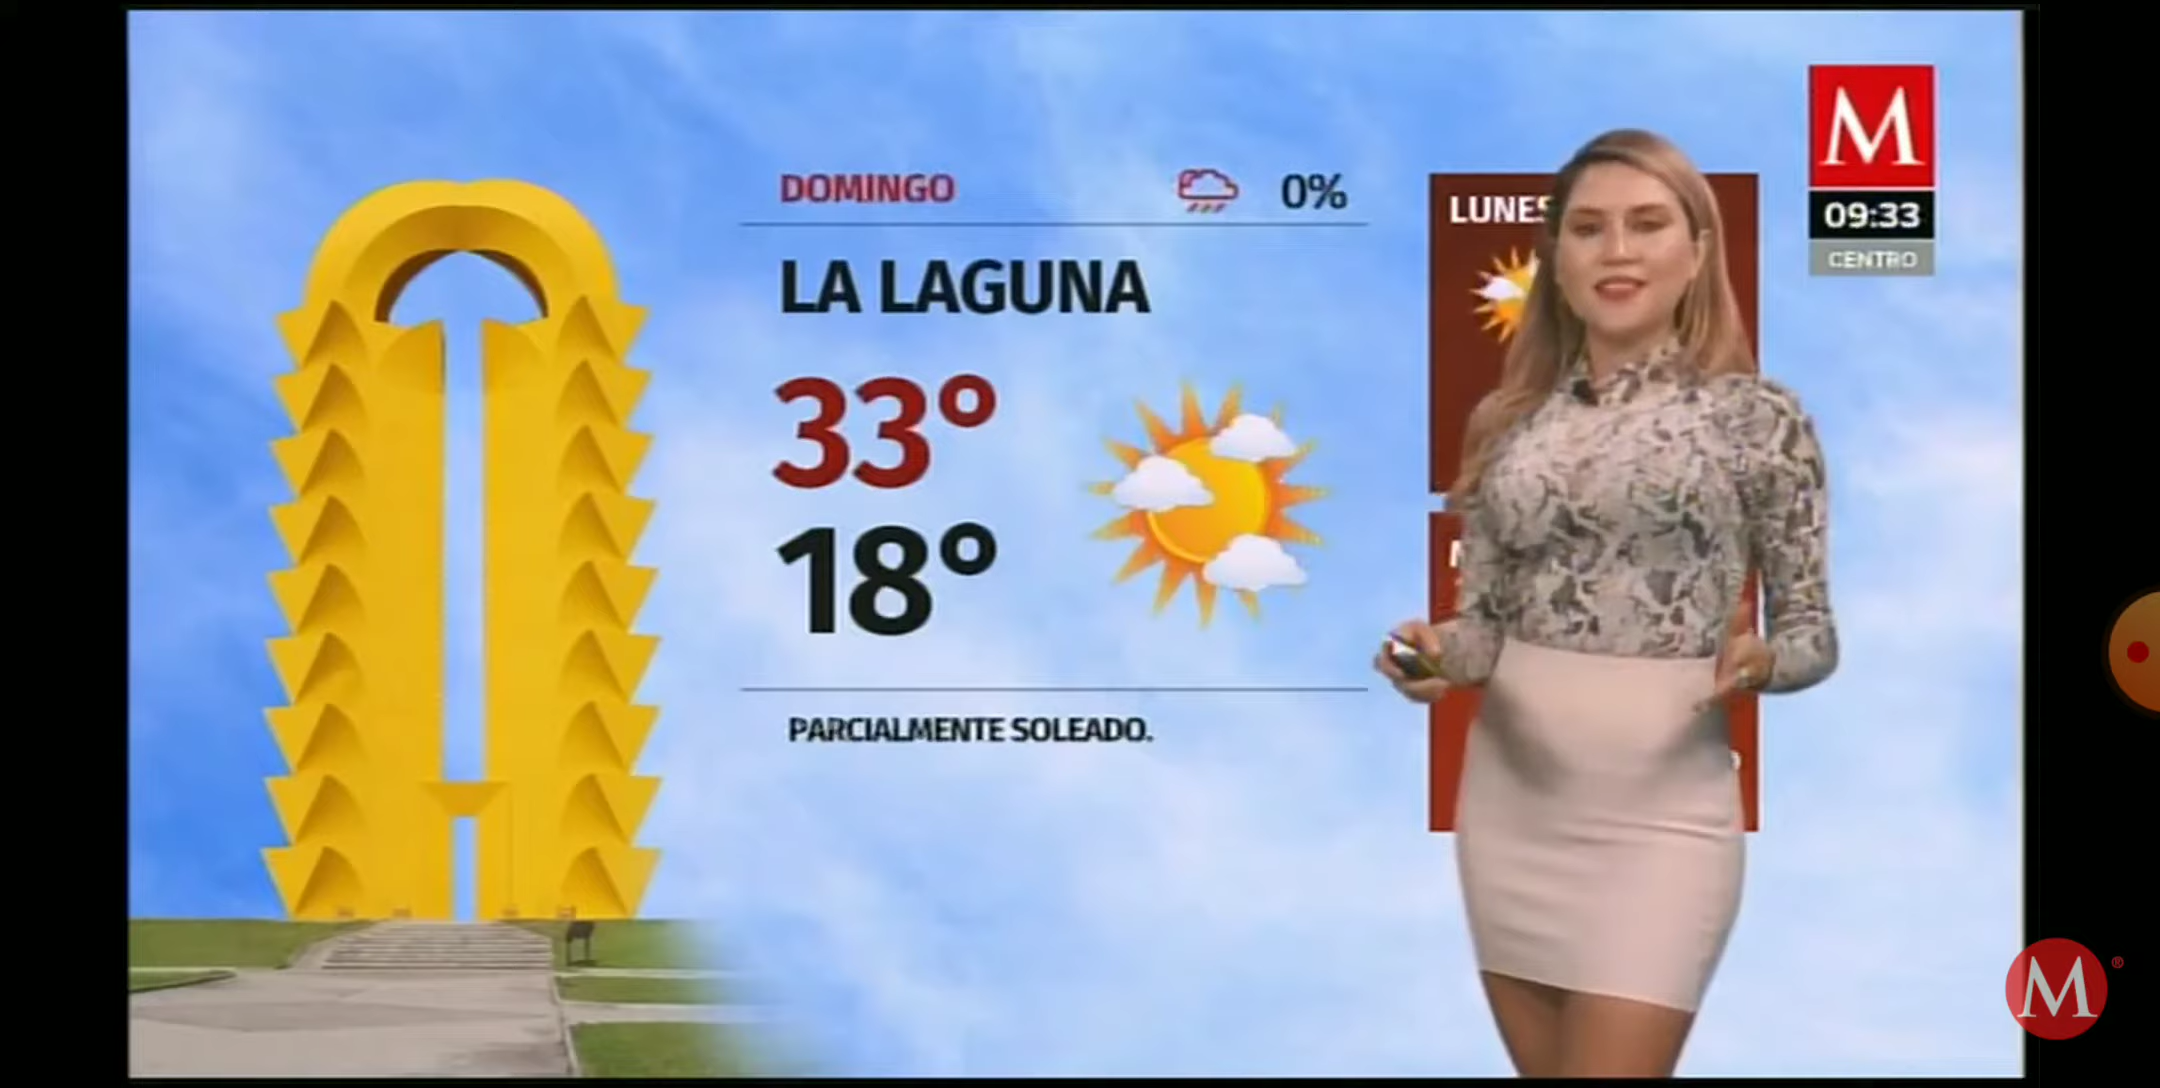 DOMINGO 0%
LA LAGUNA
33°
18°
PARCIALMENTE SOLEADO.
LUNES
M
09:33
CENTRO
M®